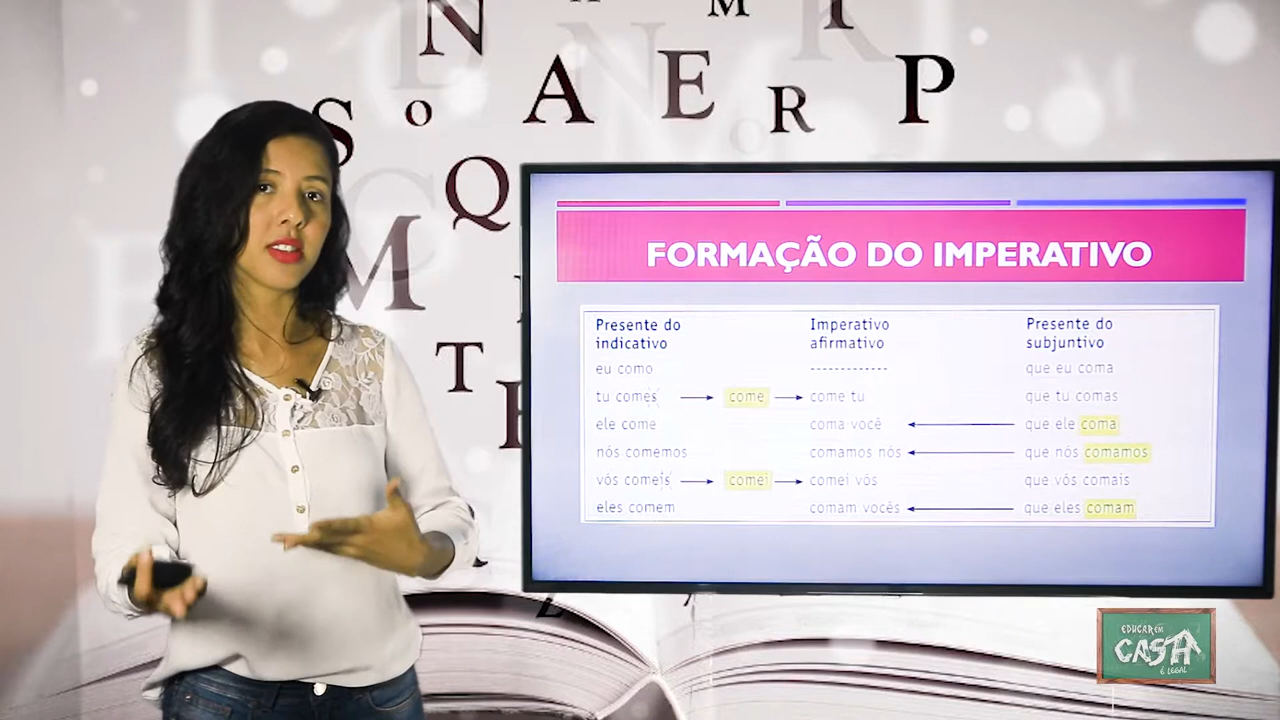 N M I
S O A E R P
Q
M
T
FORMAÇÃO DO IMPERATIVO
Presente do indicativo Imperativo afirmativo Presente do subjuntivo
eu como ------------ que eu coma
tu comes come come tu que tu comas
ele come coma você que ele coma
nós comemos comamos nós que nós comamos
vós comeis comei comei vós que vós comais
eles comem comam vocês que eles comam
EDUCAR EM
CASA
É LEGAL